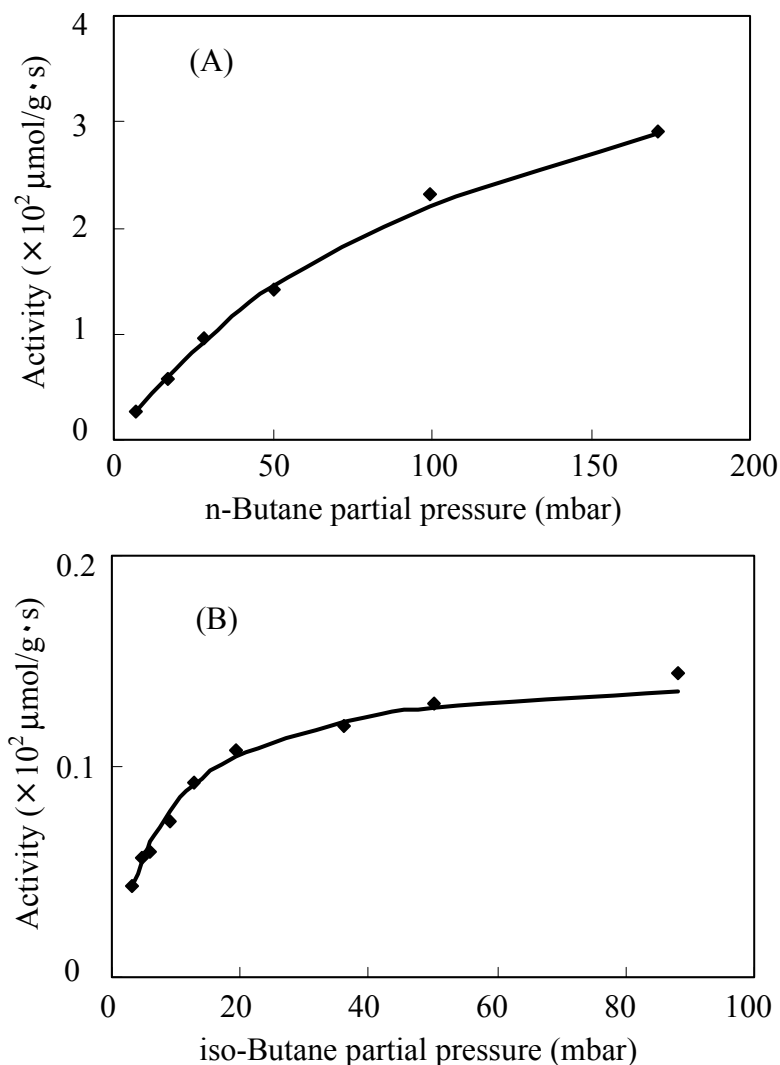 4
(A)
3
2
1
0
0 50 100 150 200
Activity (×10² μmol/g·s)
n-Butane partial pressure (mbar)
0.2
(B)
0.1
0
0 20 40 60 80 100
Activity (×10² μmol/g·s)
iso-Butane partial pressure (mbar)